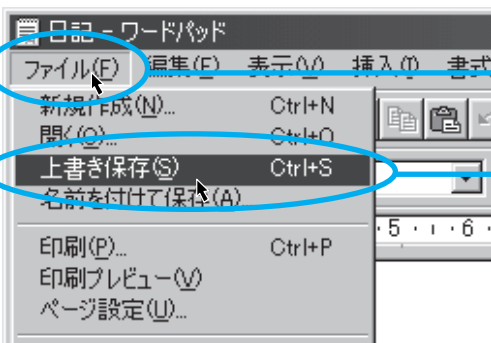 日記 - ワードパッド
ファイル(F) 編集(E) 表示(V) 挿入(I) 書式
新規作成(N)... Ctrl+N
開く(O)... Ctrl+O
上書き保存(S) Ctrl+S
名前を付けて保存(A)
·5·ı·6·
印刷(P)... Ctrl+P
印刷プレビュー(V)
ページ設定(U)...